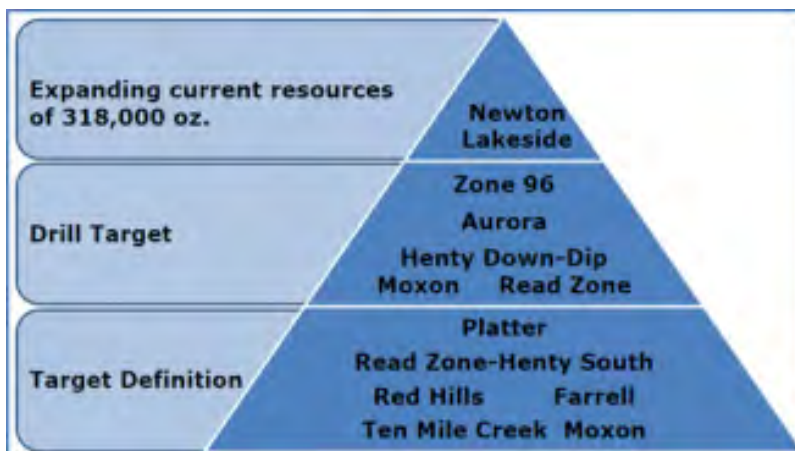 Expanding current resources
of 318,000 oz.
Newton
Lakeside
Drill Target
Zone 96
Aurora
Henty Down-Dip
Moxon Read Zone
Target Definition
Platter
Read Zone-Henty South
Red Hills Farrell
Ten Mile Creek Moxon